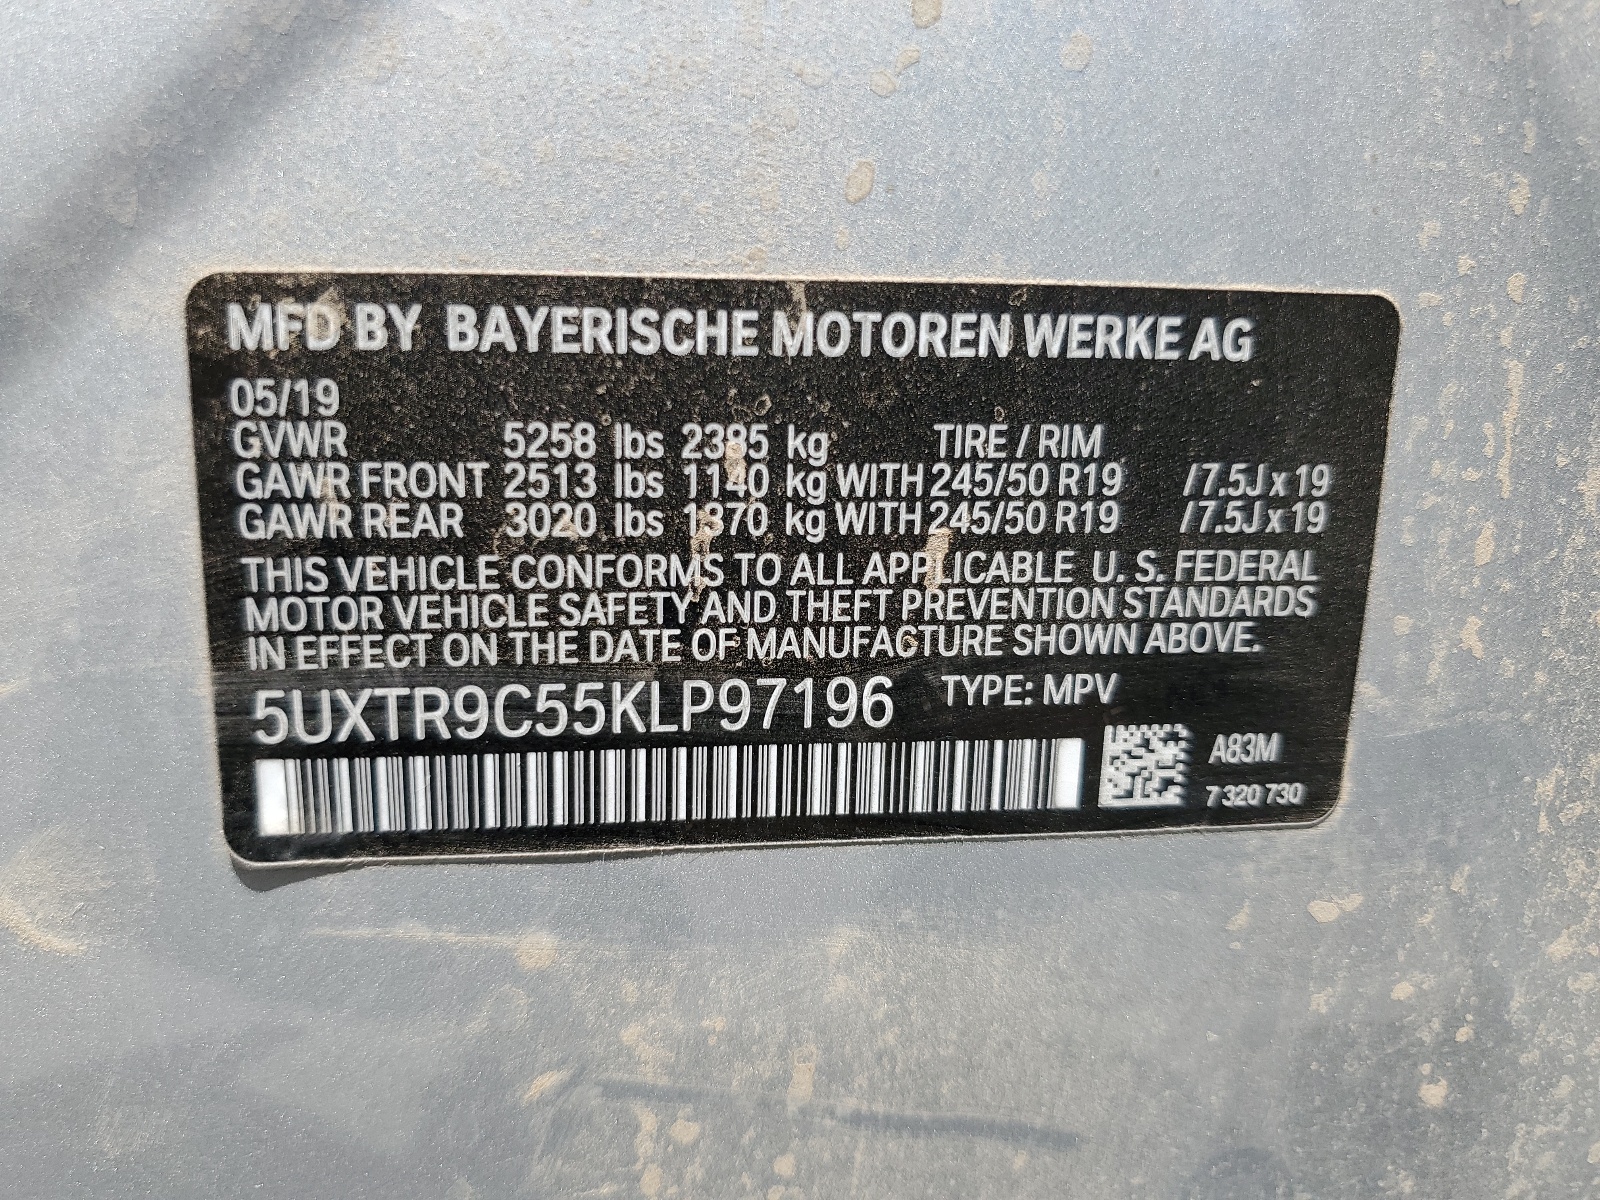 MFD BY BAYERISCHE MOTOREN WERKE AG
05/19
GVWR 5258 lbs 2385 kg TIRE / RIM
GAWR FRONT 2513 lbs 1140 kg WITH 245/50 R19 /7.5J x 19
GAWR REAR 3020 lbs 1370 kg WITH 245/50 R19 /7.5J x 19
THIS VEHICLE CONFORMS TO ALL APPLICABLE U. S. FEDERAL
MOTOR VEHICLE SAFETY AND THEFT PREVENTION STANDARDS
IN EFFECT ON THE DATE OF MANUFACTURE SHOWN ABOVE.
5UXTR9C55KLP97196 TYPE: MPV
A83M
7 320 730